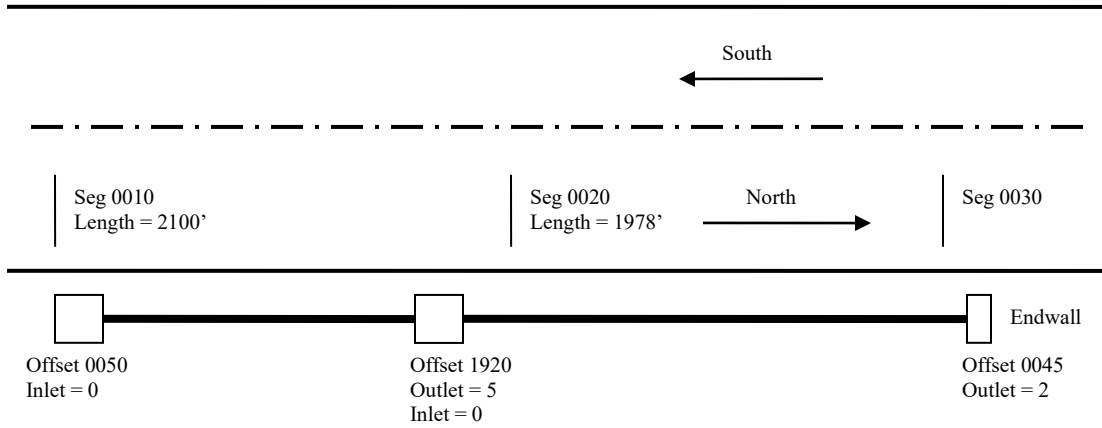 South
Seg 0010
Length = 2100’
Seg 0020
Length = 1978’
North
Seg 0030
Endwall
Offset 0050
Inlet = 0
Offset 1920
Outlet = 5
Inlet = 0
Offset 0045
Outlet = 2